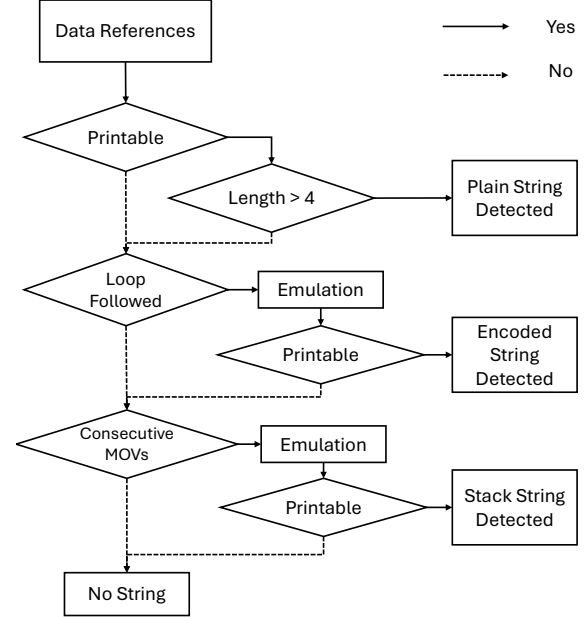 Data References
Yes
No
Printable
Length > 4
Plain String
Detected
Loop
Followed
Emulation
Printable
Encoded
String
Detected
Consecutive
MOVs
Emulation
Printable
Stack String
Detected
No String